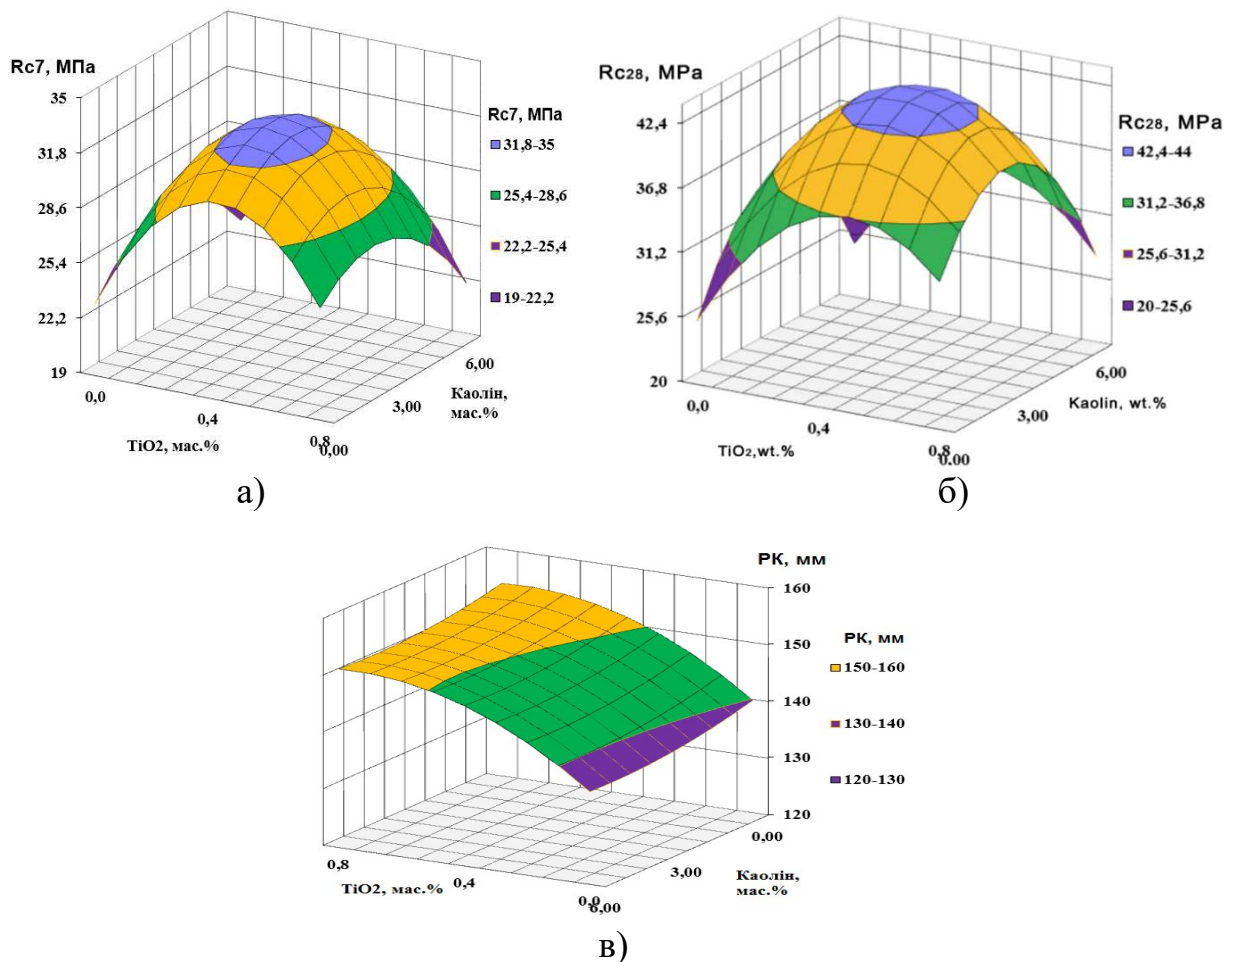 Rc7, МПа
35
31,8
28,6
25,4
22,2
19
0,0
0,4
0,8
0,00
3,00
6,00
TiO2, мас.%
Каолін,
мас.%
Rc7, МПа
31,8-35
25,4-28,6
22,2-25,4
19-22,2
а)
Rc28, MPa
42,4
36,8
31,2
25,6
20
0,0
0,4
0,8
0.00
3,00
6,00
TiO2,wt.%
Kaolin, wt.%
Rc28, MPa
42,4-44
31,2-36,8
25,6-31,2
20-25,6
б)
РК, мм
160
150
140
130
120
0,00
3,00
6,00
0,8
0,4
0,0
TiO2, мас.%
Каолін,
мас.%
РК, мм
150-160
130-140
120-130
в)